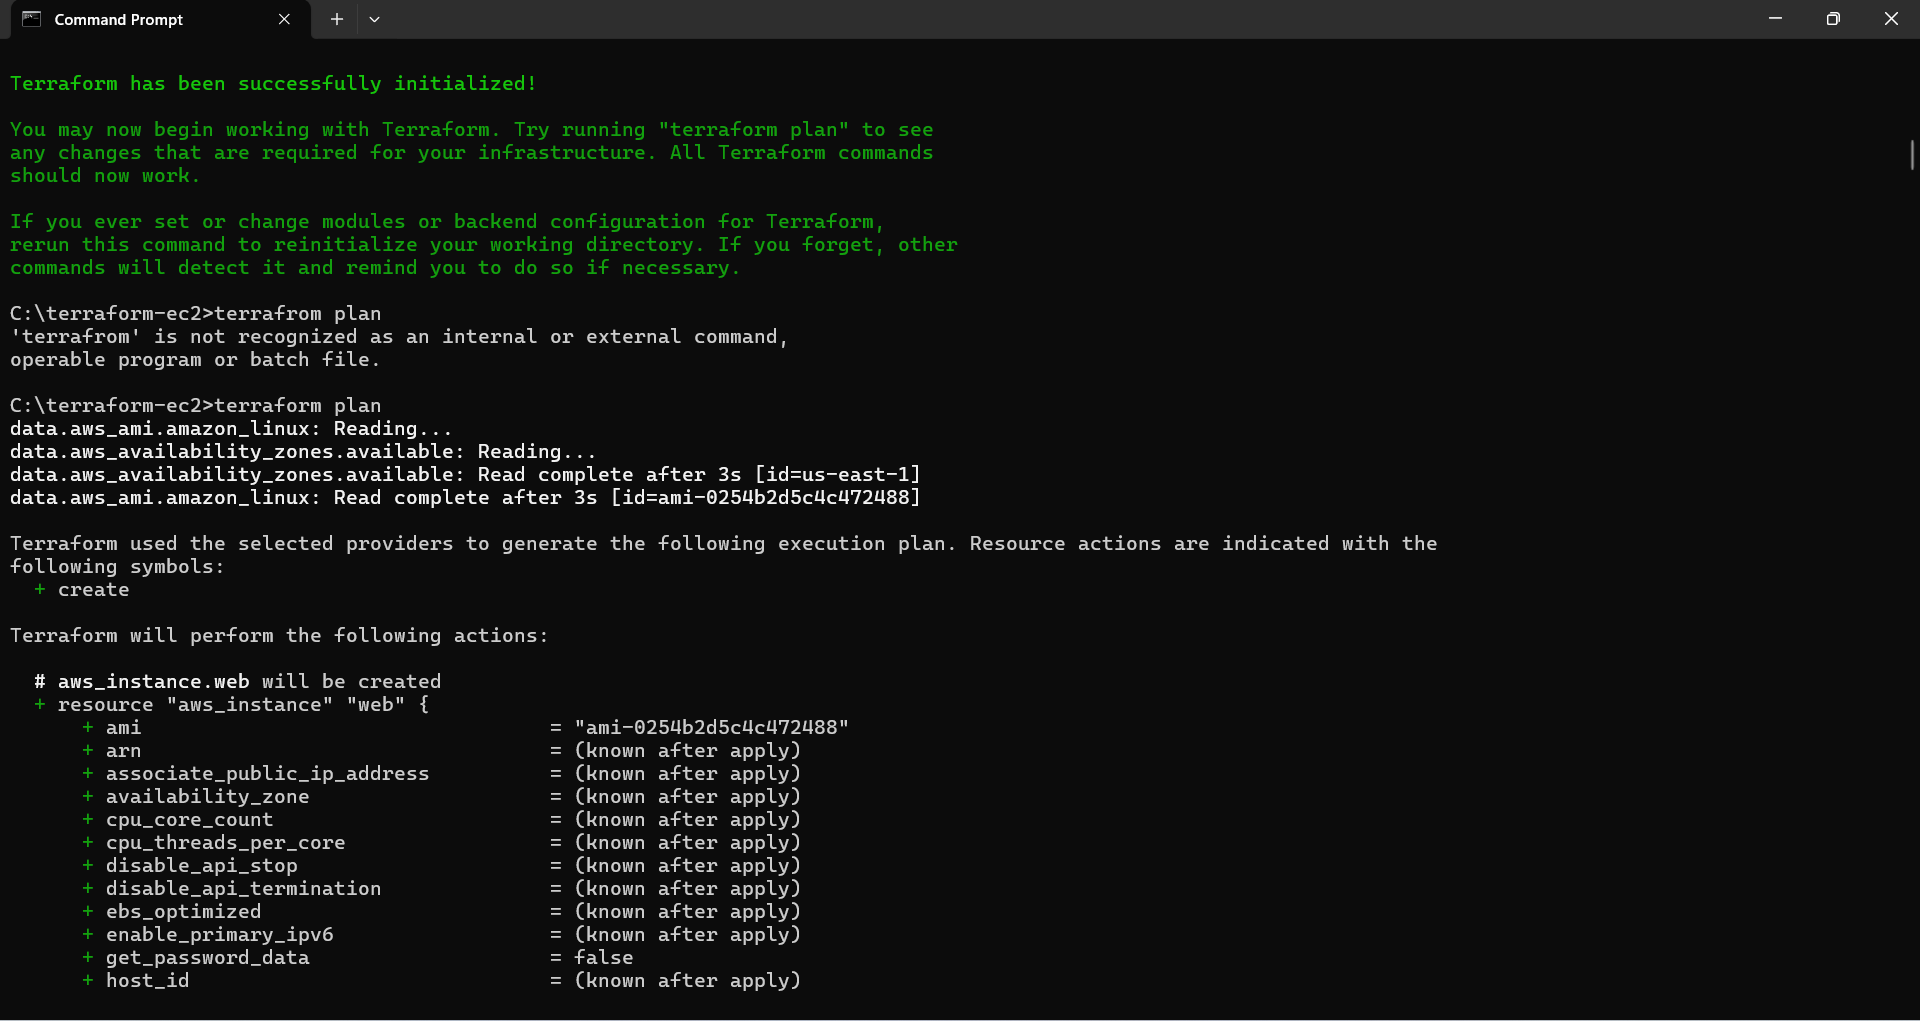 Command Prompt
Terraform has been successfully initialized!
You may now begin working with Terraform. Try running "terraform plan" to see
any changes that are required for your infrastructure. All Terraform commands
should now work.
If you ever set or change modules or backend configuration for Terraform,
rerun this command to reinitialize your working directory. If you forget, other
commands will detect it and remind you to do so if necessary.
C:\terraform-ec2>terrafrom plan
'terrafrom' is not recognized as an internal or external command,
operable program or batch file.
C:\terraform-ec2>terraform plan
data.aws_ami.amazon_linux: Reading...
data.aws_availability_zones.available: Reading...
data.aws_availability_zones.available: Read complete after 3s [id=us-east-1]
data.aws_ami.amazon_linux: Read complete after 3s [id=ami-0254b2d5c4c472488]
Terraform used the selected providers to generate the following execution plan. Resource actions are indicated with the
following symbols:
  + create
Terraform will perform the following actions:
  # aws_instance.web will be created
  + resource "aws_instance" "web" {
      + ami                                  = "ami-0254b2d5c4c472488"
      + arn                                  = (known after apply)
      + associate_public_ip_address          = (known after apply)
      + availability_zone                    = (known after apply)
      + cpu_core_count                       = (known after apply)
      + cpu_threads_per_core                 = (known after apply)
      + disable_api_stop                     = (known after apply)
      + disable_api_termination              = (known after apply)
      + ebs_optimized                        = (known after apply)
      + enable_primary_ipv6                  = (known after apply)
      + get_password_data                    = false
      + host_id                              = (known after apply)